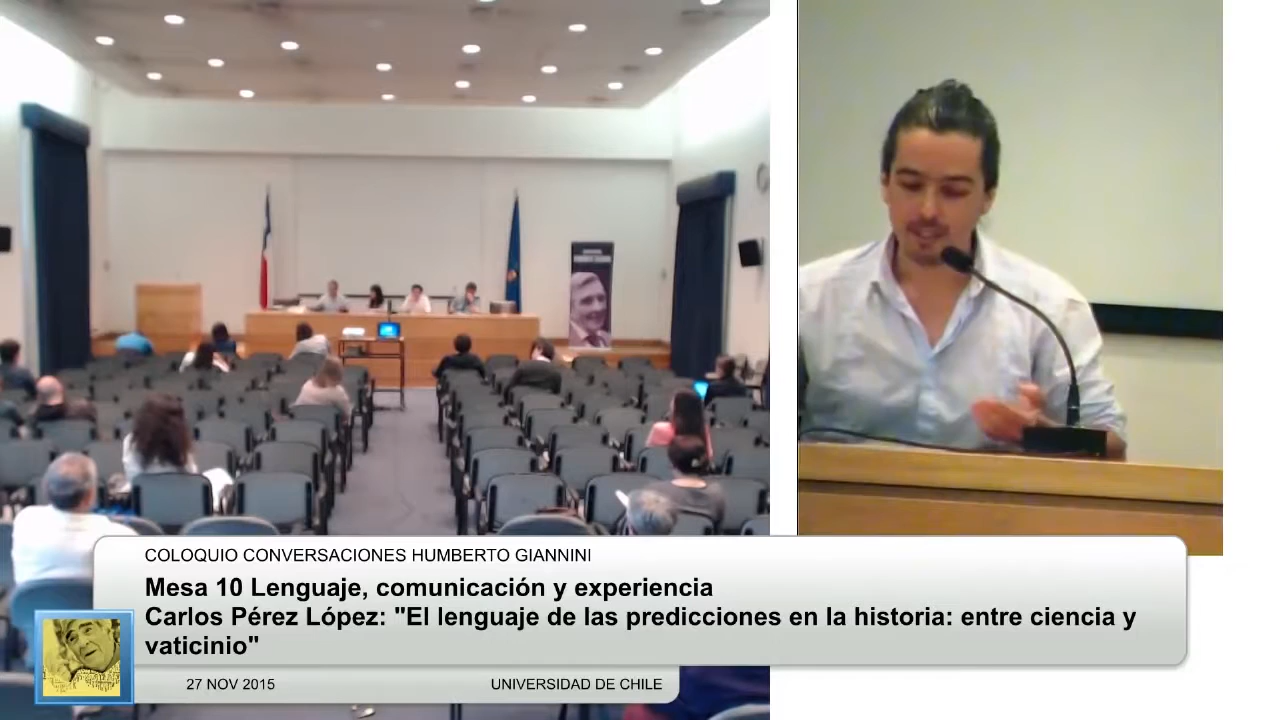 COLOQUIO CONVERSACIONES HUMBERTO GIANNINI
Mesa 10 Lenguaje, comunicación y experiencia
Carlos Pérez López: "El lenguaje de las predicciones en la historia: entre ciencia y
vaticinio"
27 NOV 2015
UNIVERSIDAD DE CHILE